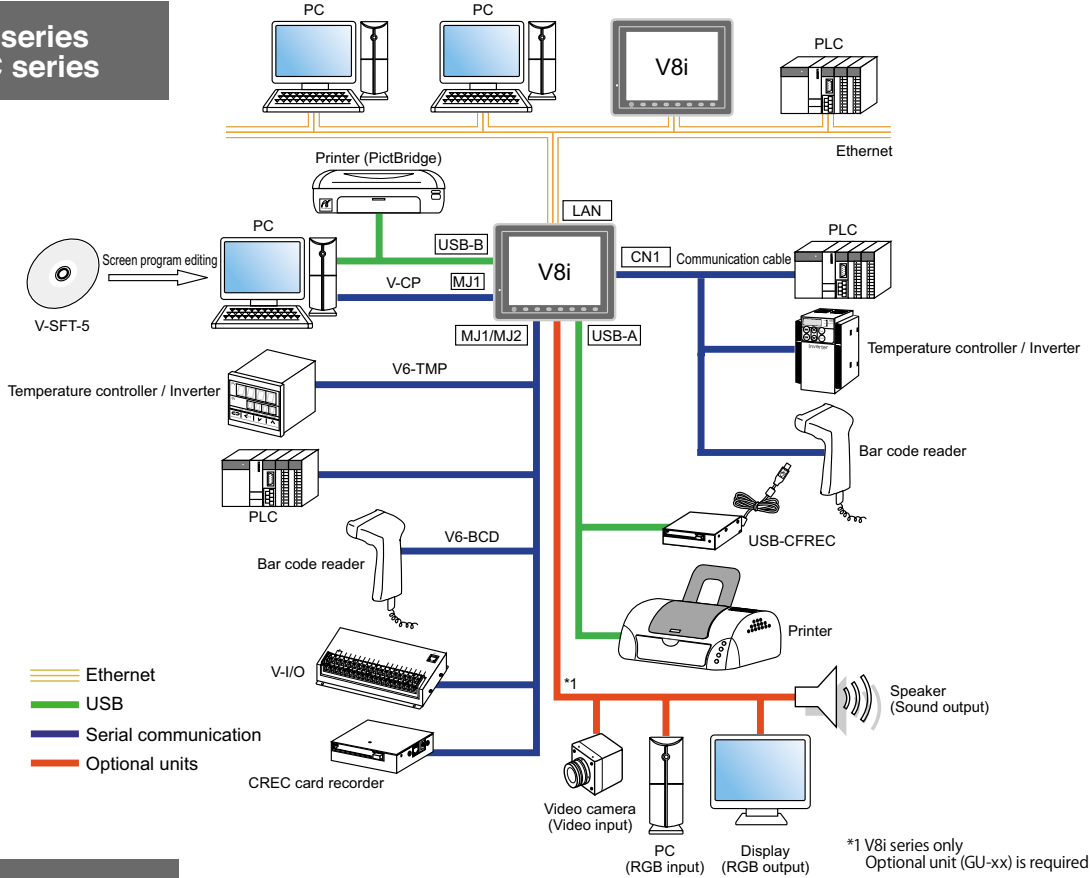 series
C series
PC
PC
V8i
PLC
Ethernet
Printer (PictBridge)
LAN
PC
USB-B
CN1
Communication cable
PLC
Screen program editing
V8i
V-CP
MJ1
V-SFT-5
MJ1/MJ2
USB-A
Inverter
Temperature controller / Inverter
V6-TMP
Temperature controller / Inverter
Bar code reader
PLC
V6-BCD
USB-CFREC
Bar code reader
Printer
V-I/O
*1
Speaker
(Sound output)
Ethernet
USB
Serial communication
Optional units
CREC card recorder
Video camera
(Video input)
PC
(RGB input)
Display
(RGB output)
*1 V8i series only
Optional unit (GU-xx) is required